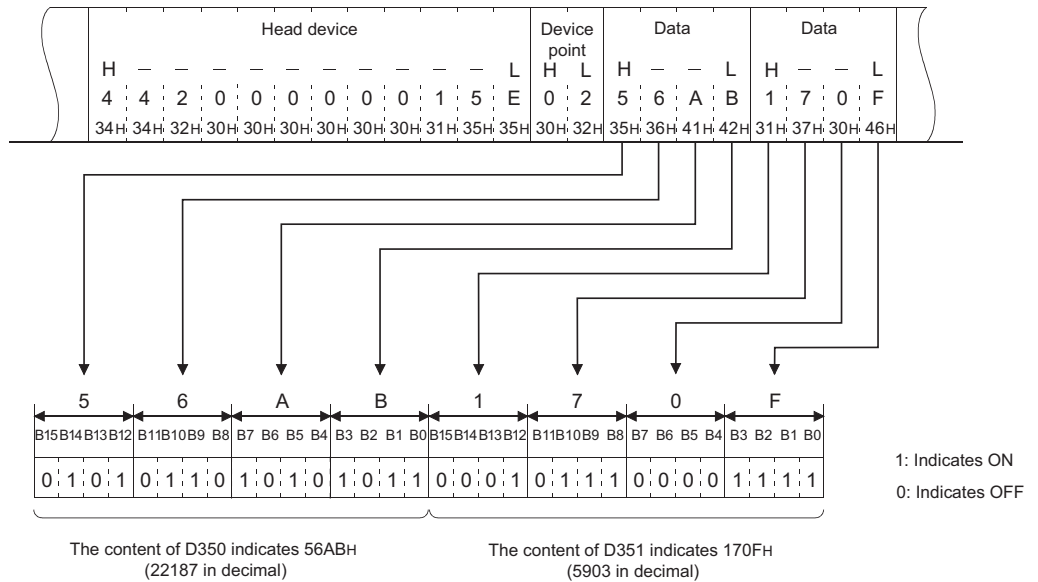 Head device Device point Data Data
H – – – – – – – – – – L H L H – – L H – – L
4 4 2 0 0 0 0 0 0 1 5 E 0 2 5 6 A B 1 7 0 F
34H 34H 32H 30H 30H 30H 30H 30H 30H 31H 35H 35H 30H 32H 35H 36H 41H 42H 31H 37H 30H 46H
5 6 A B 1 7 0 F
B15 B14 B13 B12 B11 B10 B9 B8 B7 B6 B5 B4 B3 B2 B1 B0 B15 B14 B13 B12 B11 B10 B9 B8 B7 B6 B5 B4 B3 B2 B1 B0
0 1 0 1 0 1 1 0 1 0 1 0 1 0 1 1 0 0 0 1 0 1 1 1 0 0 0 0 1 1 1 1
1: Indicates ON
0: Indicates OFF
The content of D350 indicates 56ABH
(22187 in decimal)
The content of D351 indicates 170FH
(5903 in decimal)